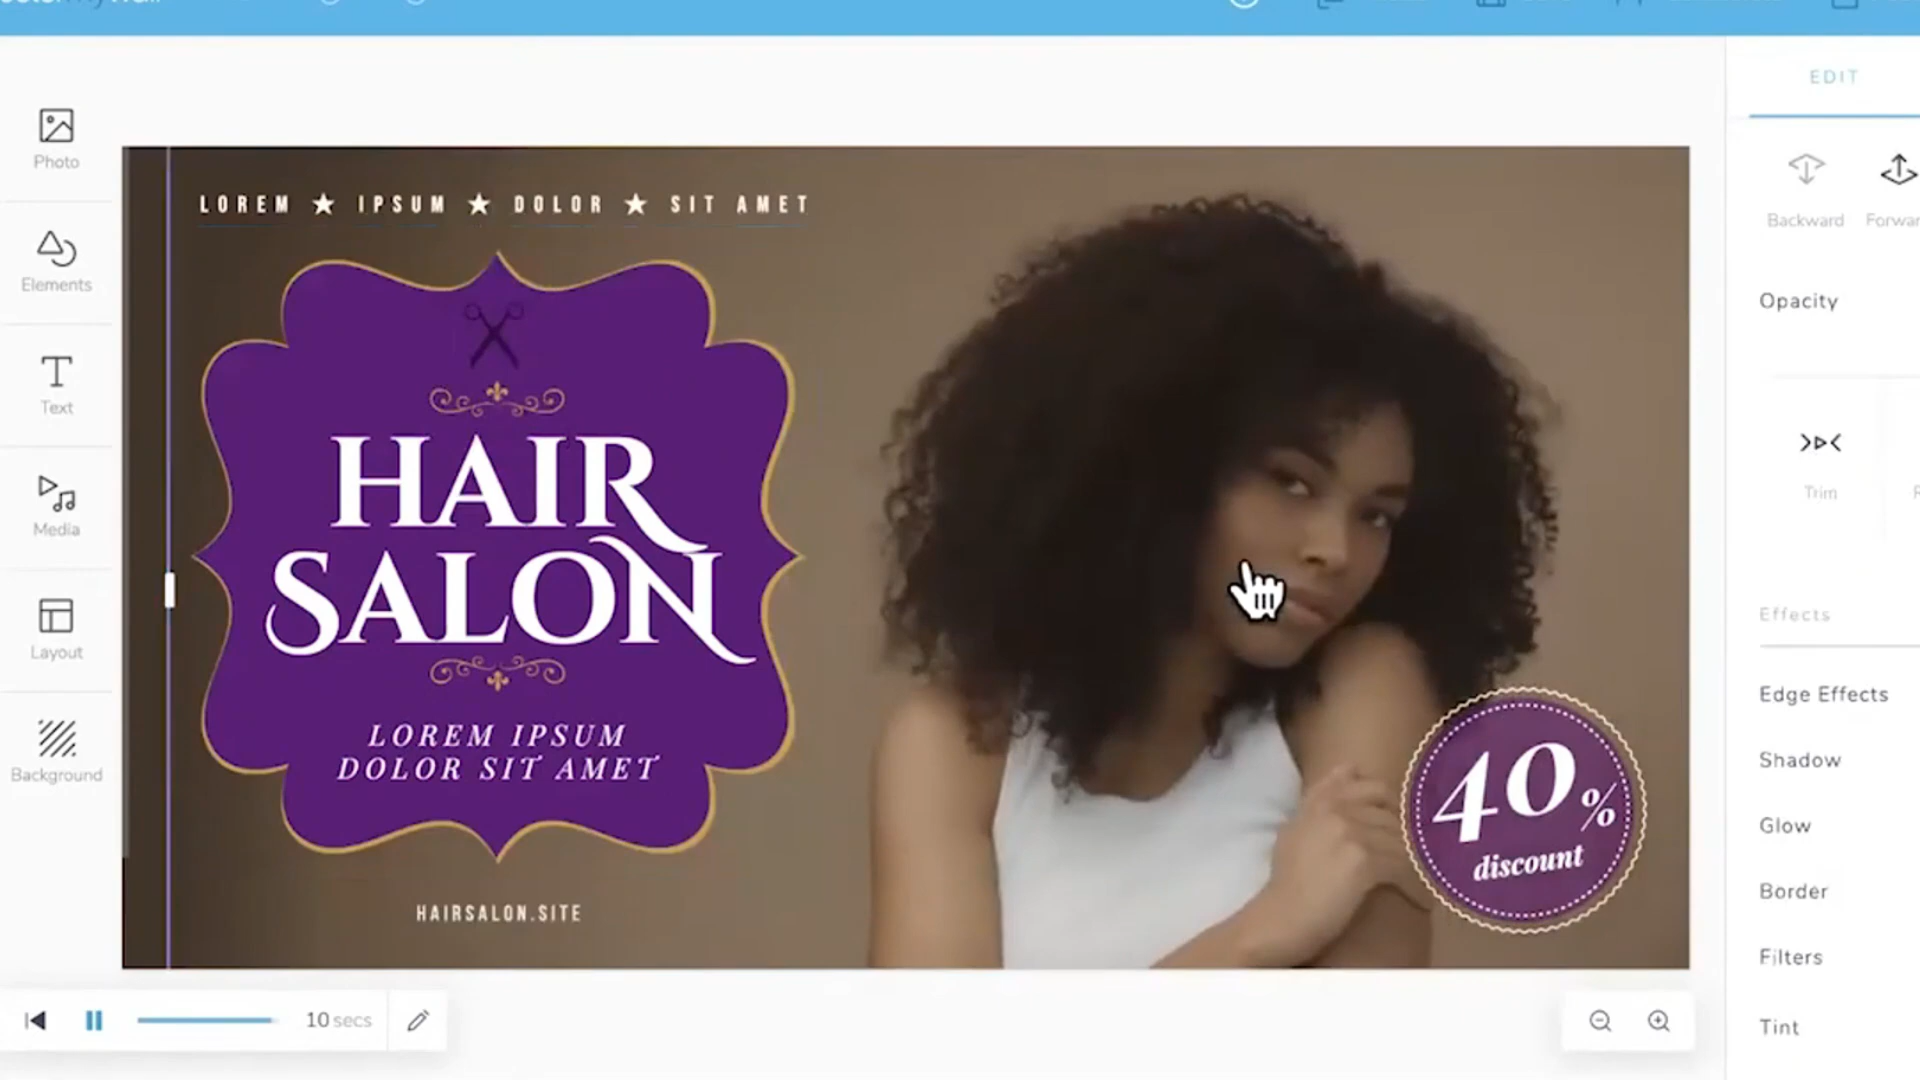 EDIT
Photo
Elements
Text
Media
Layout
Background
LOREM ★ IPSUM ★ DOLOR ★ SIT AMET
HAIR
SALON
LOREM IPSUM
DOLOR SIT AMET
HAIRSALON.SITE
40%
discount
10 secs
Backward
Opacity
Trim
Effects
Edge Effects
Shadow
Glow
Border
Filters
Tint